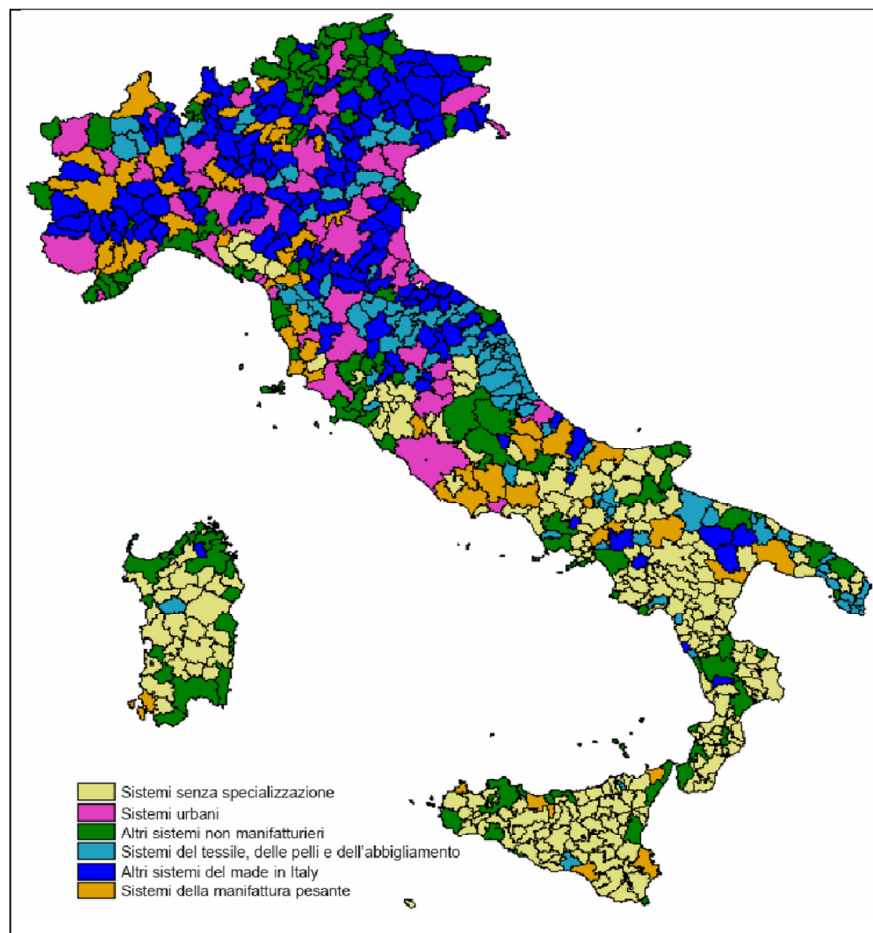 Sistemi senza specializzazione
Sistemi urbani
Altri sistemi non manifatturieri
Sistemi del tessile, delle pelli e dell'abbigliamento
Altri sistemi del made in Italy
Sistemi della manifattura pesante